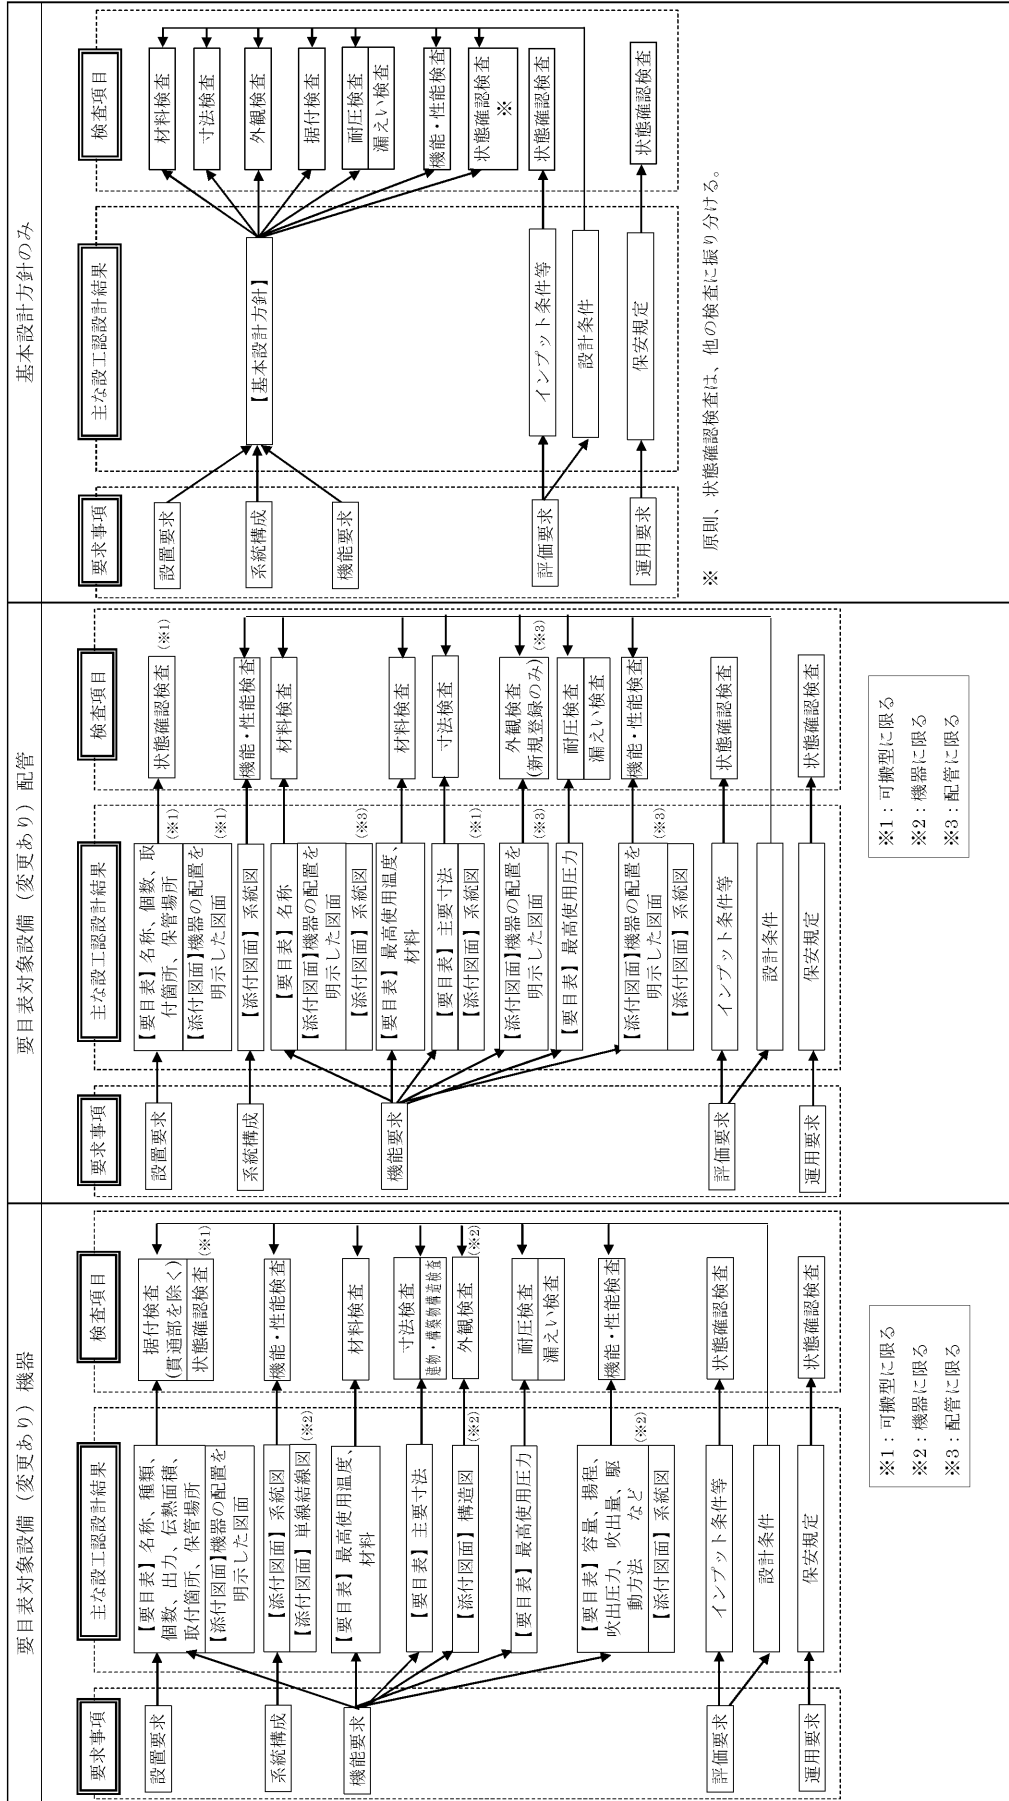 要目表対象設備（変更あり）機器
要求事項
主な設工認設計結果
検査項目
設置要求
系統構成
機能要求
評価要求
運用要求
【要目表】名称、種類、
個数、出力、伝熱面積、
取付箇所、保管場所
【添付図面】機器の配置を
明示した図面
【添付図面】系統図
【添付図面】単線結線図
(※2)
【要目表】最高使用温度、
材料
【要目表】主要寸法
【添付図面】構造図
(※2)
【要目表】最高使用圧力
【要目表】容量、揚程、
吹出圧力、吹出量、駆
動方法　など
【添付図面】系統図
(※2)
インプット条件等
設計条件
保安規定
据付検査
(貫通部を除く)
状態確認検査
(※1)
機能・性能検査
材料検査
寸法検査
建物・構築物構造検査
外観検査
(※2)
耐圧検査
漏えい検査
機能・性能検査
状態確認検査
状態確認検査
※1：可搬型に限る
※2：機器に限る
※3：配管に限る
要目表対象設備（変更あり）配管
要求事項
主な設工認設計結果
検査項目
設置要求
系統構成
機能要求
評価要求
運用要求
【要目表】名称、個数、取
付箇所、保管場所
(※1)
【添付図面】機器の配置を
明示した図面
(※1)
【添付図面】系統図
【要目表】名称
【添付図面】機器の配置を
明示した図面
【添付図面】系統図
(※3)
【要目表】最高使用温度、
材料
【要目表】主要寸法
【添付図面】系統図
(※1)
【添付図面】機器の配置を
明示した図面
(※3)
【要目表】最高使用圧力
【添付図面】機器の配置を
明示した図面
【添付図面】系統図
(※3)
インプット条件等
設計条件
保安規定
状態確認検査
(※1)
機能・性能検査
材料検査
材料検査
寸法検査
外観検査
(新規登録のみ)
(※3)
耐圧検査
漏えい検査
機能・性能検査
状態確認検査
状態確認検査
※1：可搬型に限る
※2：機器に限る
※3：配管に限る
基本設計方針のみ
要求事項
主な設工認設計結果
検査項目
設置要求
系統構成
機能要求
評価要求
運用要求
【基本設計方針】
インプット条件等
設計条件
保安規定
材料検査
寸法検査
外観検査
据付検査
耐圧検査
漏えい検査
機能・性能検査
状態確認検査
※
状態確認検査
状態確認検査
※　原則、状態確認検査は、他の検査に振り分ける。